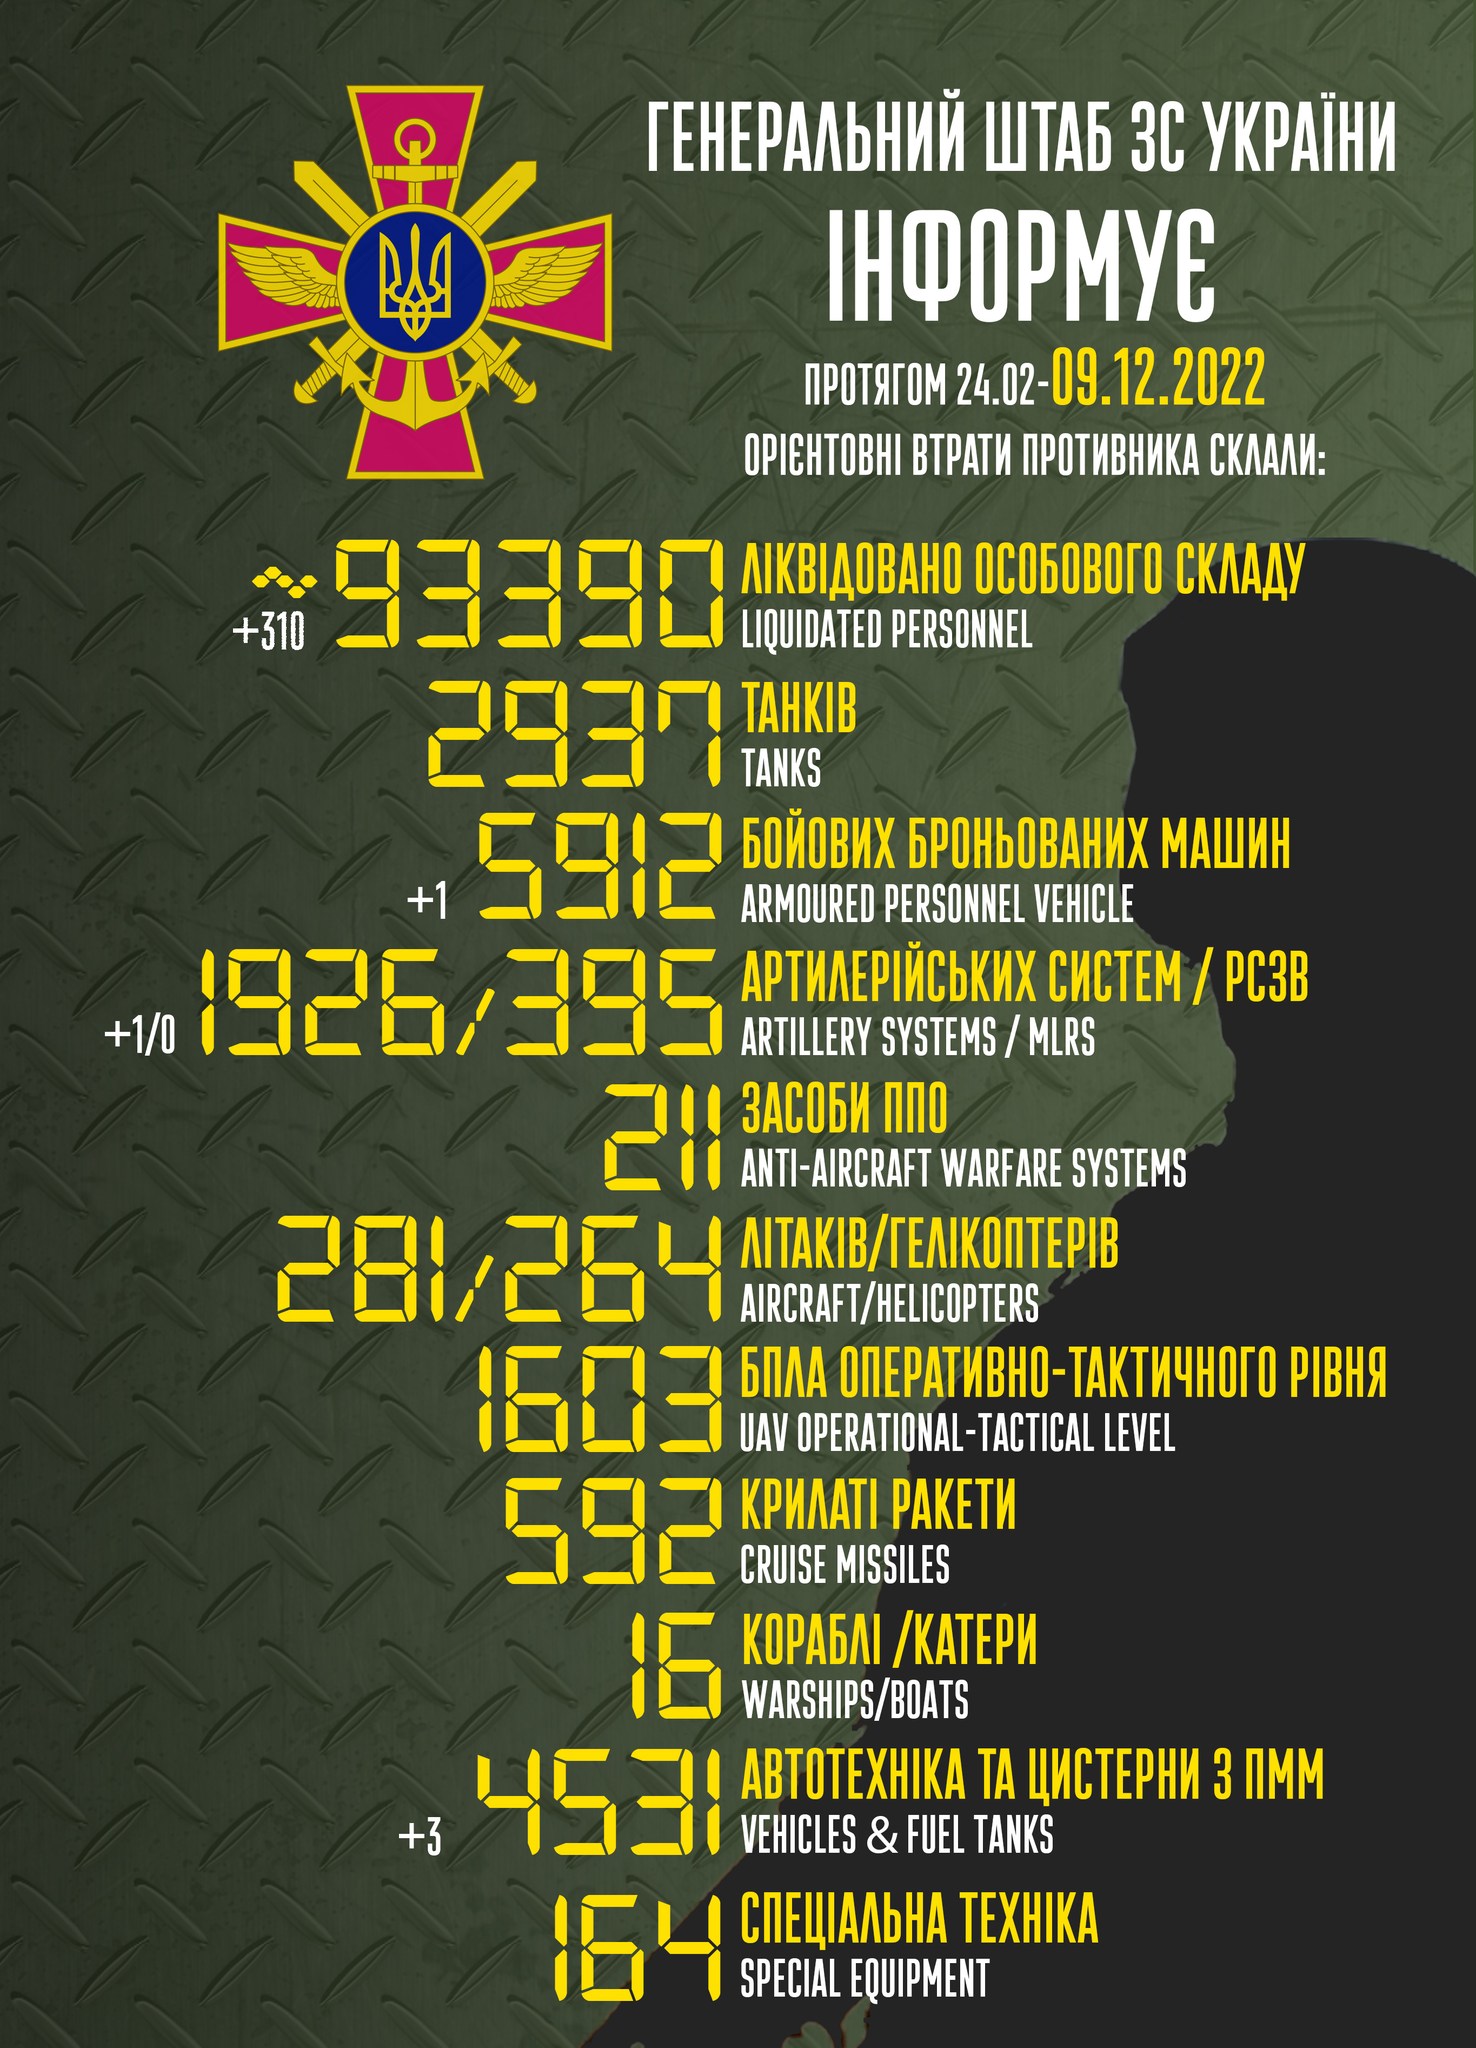 ГЕНЕРАЛЬНИЙ ШТАБ ЗС УКРАЇНИ
ІНФОРМУЄ
ПРОТЯГОМ 24.02-09.12.2022
ОРІЄНТОВНІ ВТРАТИ ПРОТИВНИКА СКЛАЛИ:
~93390 ЛІКВІДОВАНО ОСОБОВОГО СКЛАДУ
+310 LIQUIDATED PERSONNEL
2937 ТАНКІВ
TANKS
5912 БОЙОВИХ БРОНЬОВАНИХ МАШИН
+1 ARMOURED PERSONNEL VEHICLE
1926/395 АРТИЛЕРІЙСЬКИХ СИСТЕМ / РСЗВ
+1/0 ARTILLERY SYSTEMS / MLRS
211 ЗАСОБИ ППО
ANTI-AIRCRAFT WARFARE SYSTEMS
281/264 ЛІТАКІВ/ГЕЛІКОПТЕРІВ
AIRCRAFT/HELICOPTERS
1603 БПЛА ОПЕРАТИВНО-ТАКТИЧНОГО РІВНЯ
UAV OPERATIONAL-TACTICAL LEVEL
592 КРИЛАТІ РАКЕТИ
CRUISE MISSILES
16 КОРАБЛІ /КАТЕРИ
WARSHIPS/BOATS
4531 АВТОТЕХНІКА ТА ЦИСТЕРНИ З ПММ
+3 VEHICLES & FUEL TANKS
164 СПЕЦІАЛЬНА ТЕХНІКА
SPECIAL EQUIPMENT